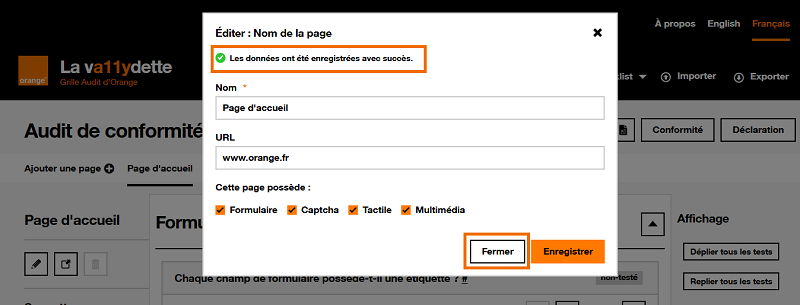 À propos English Français
orange
La va11ydette
Grille Audit d'Orange
list Importer Exporter
Éditer : Nom de la page
Les données ont été enregistrées avec succès.
Nom *
Page d'accueil
URL
www.orange.fr
Cette page possède :
Formulaire Captcha Tactile Multimédia
Fermer Enregistrer
Audit de conformité
Conformité Déclaration
Ajouter une page Page d'accueil
Page d'accueil
Formu
Affichage
Déplier tous les tests
Replier tous les tests
Chaque champ de formulaire possède-t-il une étiquette ? #
non-testé